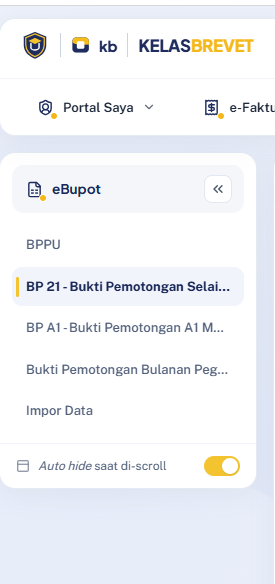 kb KELASBREVET
Portal Saya e-Faktu
eBupot
BPPU
BP 21 - Bukti Pemotongan Selai...
BP A1 - Bukti Pemotongan A1 M...
Bukti Pemotongan Bulanan Peg...
Impor Data
Auto hide saat di-scroll